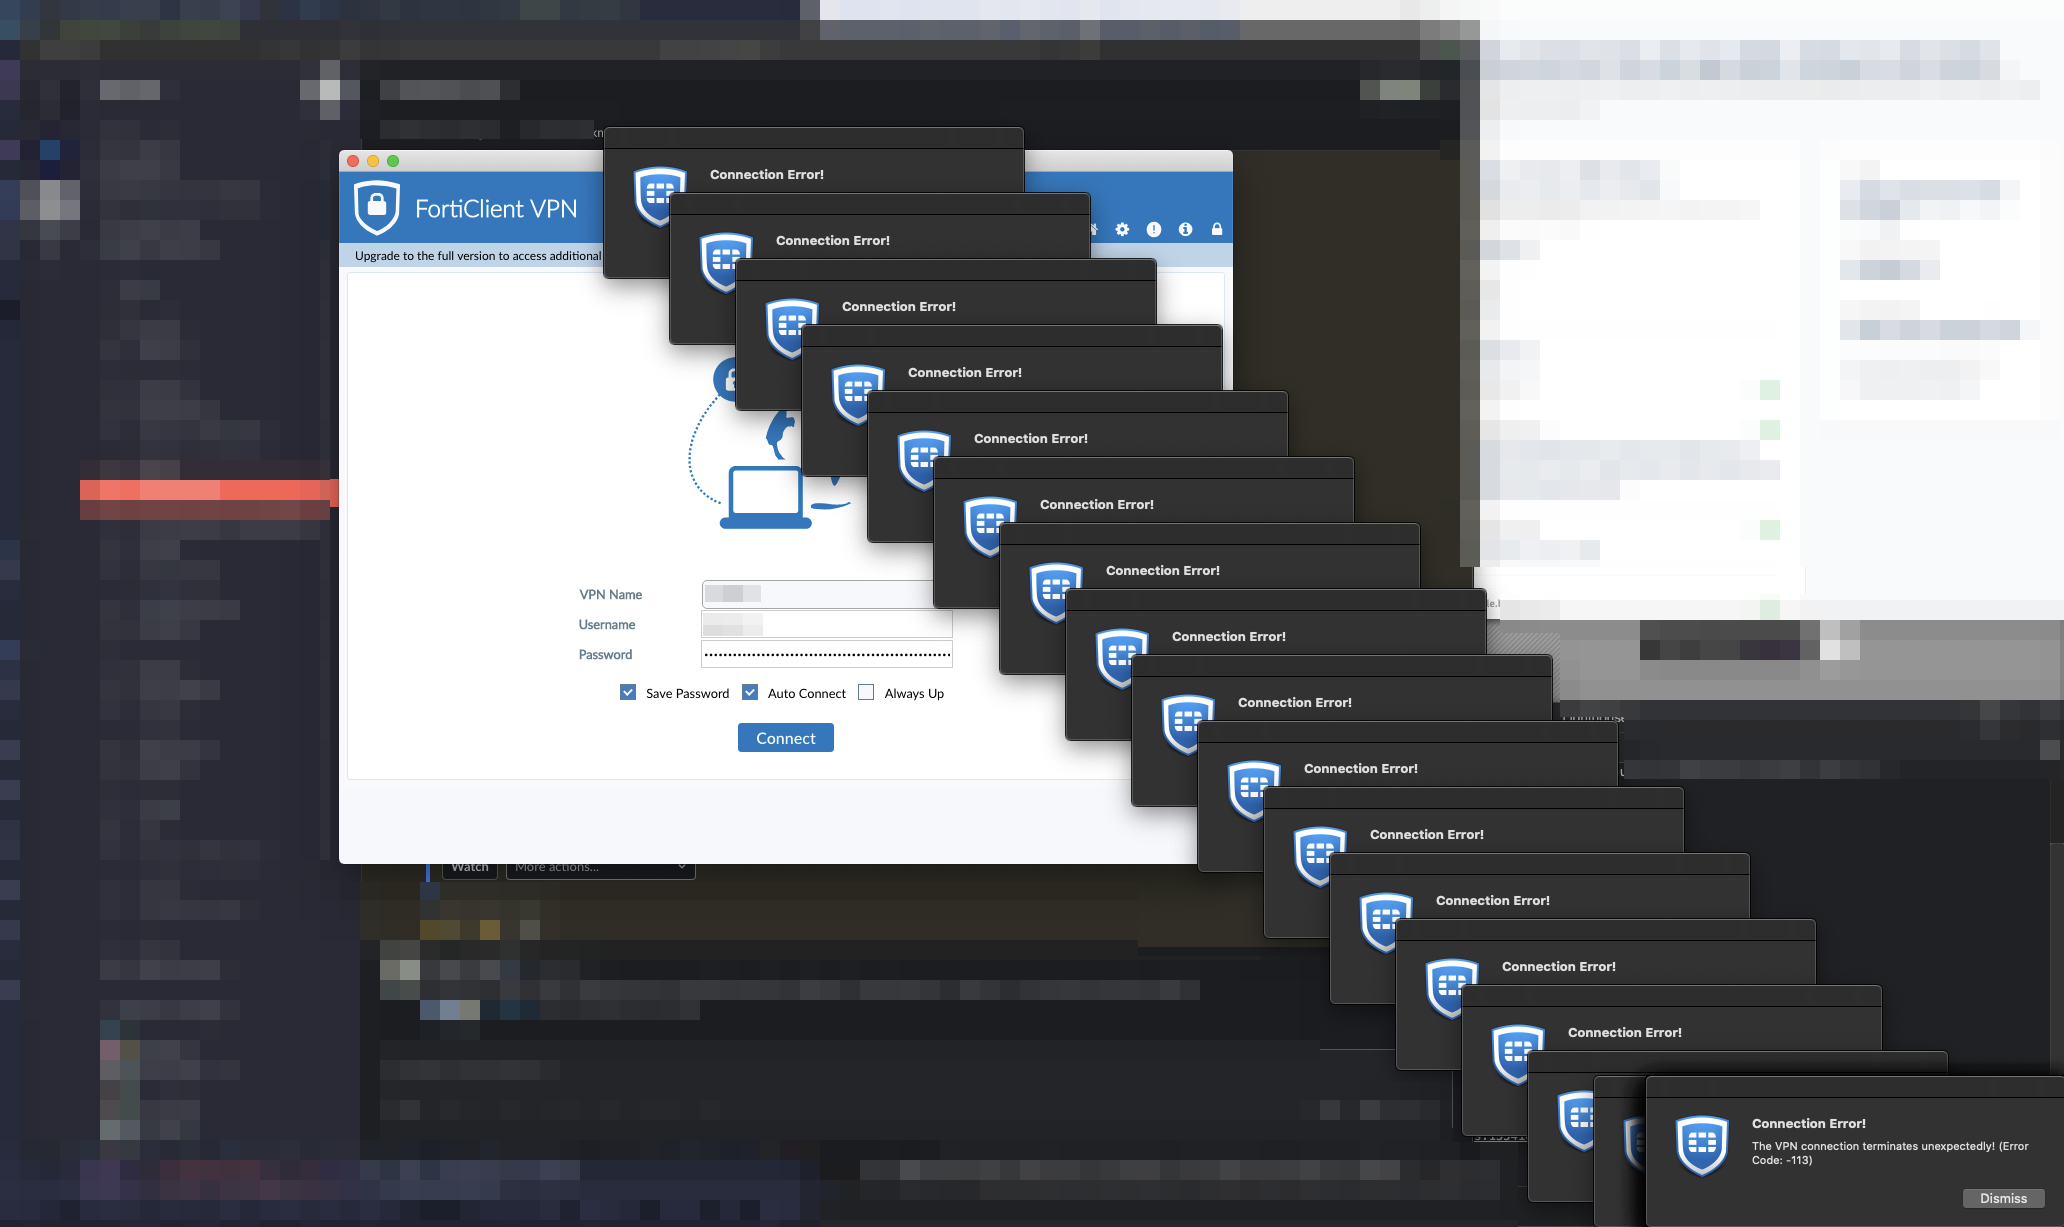 Connection Error!
FortiClient VPN
Connection Error!
Upgrade to the full version to access additional
Connection Error!
Connection Error!
Connection Error!
Connection Error!
Connection Error!
VPN Name
Username
Connection Error!
Password
Save Password
Auto Connect
Always Up
Connection Error!
Connect
Connection Error!
Connection Error!
Watch
More actions...
Connection Error!
Connection Error!
Connection Error!
Connection Error!
The VPN connection terminates unexpectedly! (Error
Code: -113)
Dismiss